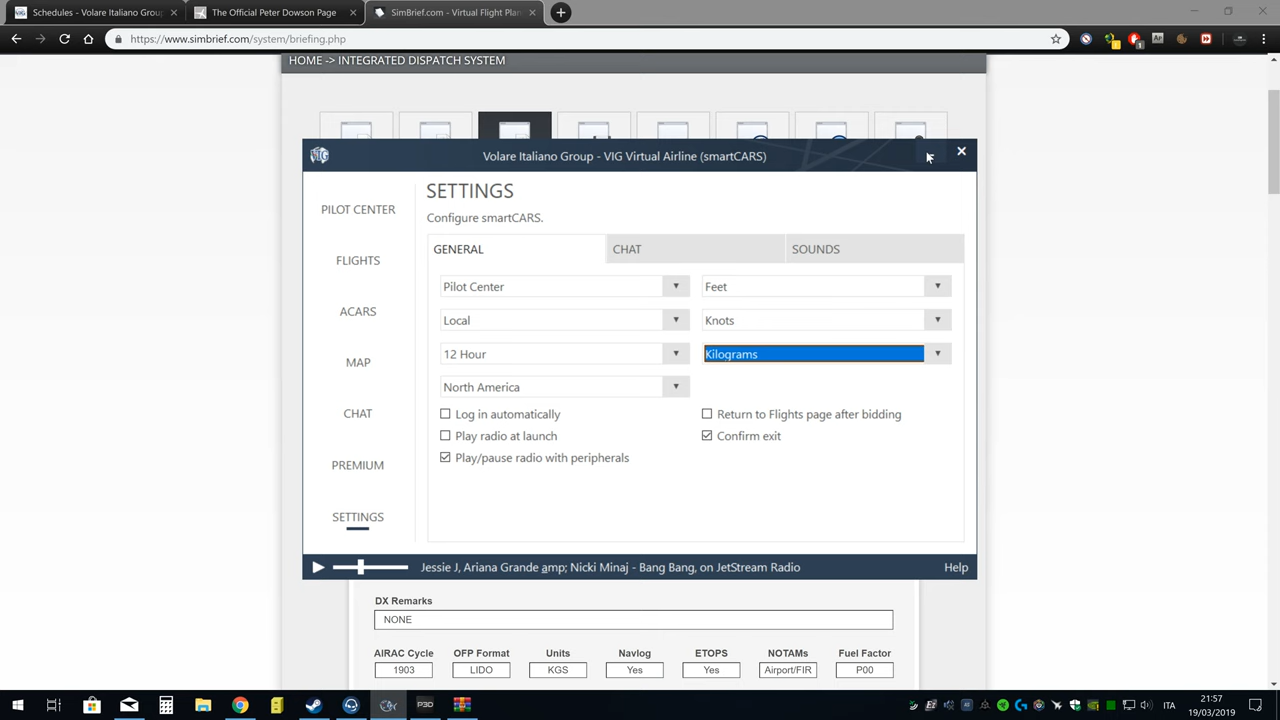 Schedules - Volare Italiano Group
The Official Peter Dowson Page
SimBrief.com - Virtual Flight Plan
https://www.simbrief.com/system/briefing.php
HOME -> INTEGRATED DISPATCH SYSTEM
VIG
Volare Italiano Group - VIG Virtual Airline (smartCARS)
PILOT CENTER
FLIGHTS
ACARS
MAP
CHAT
PREMIUM
SETTINGS
SETTINGS
Configure smartCARS.
GENERAL CHAT SOUNDS
Pilot Center Feet
Local Knots
12 Hour Kilograms
North America
Log in automatically Return to Flights page after bidding
Play radio at launch Confirm exit
Play/pause radio with peripherals
Jessie J, Ariana Grande amp; Nicki Minaj - Bang Bang, on JetStream Radio Help
DX Remarks
NONE
AIRAC Cycle OFP Format Units Navlog ETOPS NOTAMs Fuel Factor
1903 LIDO KGS Yes Yes Airport/FIR P00
P3D
ITA
21:57
19/03/2019